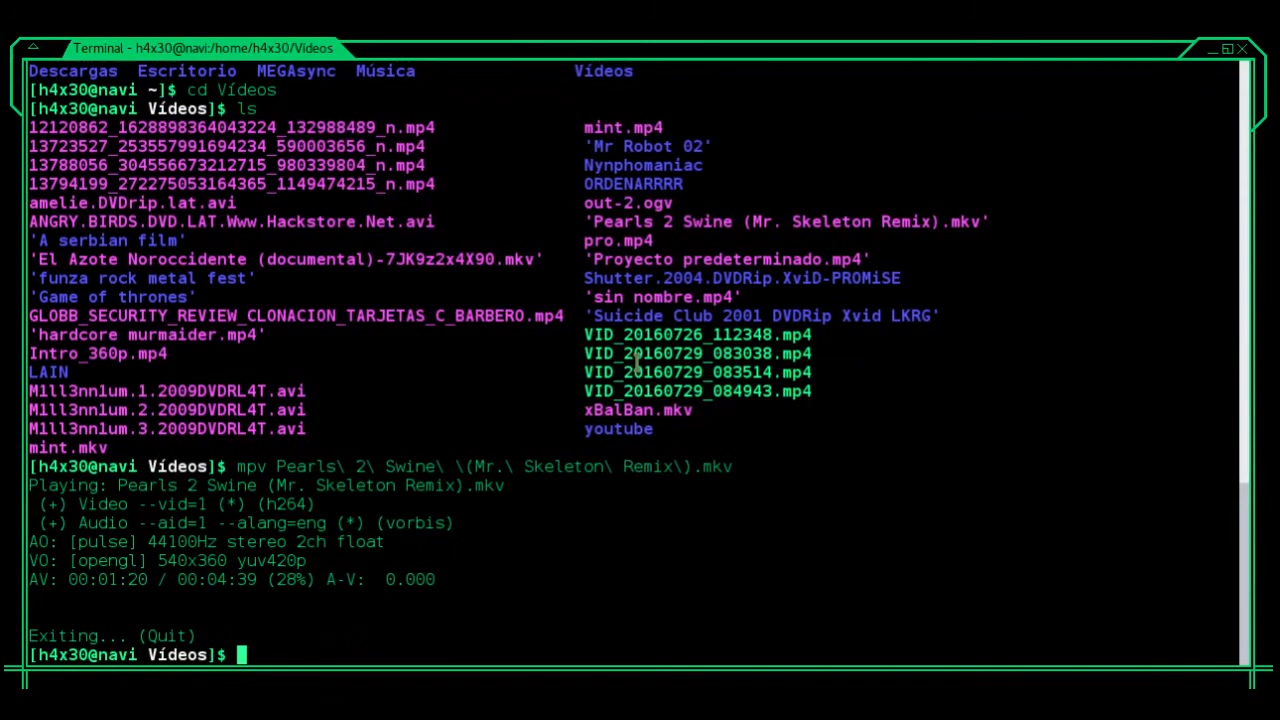 Terminal - h4x30@navi:/home/h4x30/Videos
Descargas  Escritorio  MEGAsync  Música                Vídeos
[h4x30@navi ~]$ cd Vídeos
[h4x30@navi Vídeos]$ ls
12120862_1628898364043224_132988489_n.mp4               mint.mp4
13723527_253557991694234_590003656_n.mp4               'Mr Robot 02'
13788056_304556673212715_980339804_n.mp4                Nynphomaniac
13794199_272275053164365_1149474215_n.mp4               ORDENARRRR
amelie.DVDrip.lat.avi                                   out-2.ogv
ANGRY.BIRDS.DVD.LAT.Www.Hackstore.Net.avi              'Pearls 2 Swine (Mr. Skeleton Remix).mkv'
'A serbian film'                                        pro.mp4
'El Azote Noroccidente (documental)-7JK9z2x4X90.mkv'   'Proyecto predeterminado.mp4'
'funza rock metal fest'                                 Shutter.2004.DVDRip.XviD-PROMiSE
'Game of thrones'                                      'sin nombre.mp4'
GLOBB_SECURITY_REVIEW_CLONACION_TARJETAS_C_BARBERO.mp4 'Suicide Club 2001 DVDRip Xvid LKRG'
'hardcore murmaider.mp4'                                VID_20160726_112348.mp4
Intro_360p.mp4                                          VID_20160729_083038.mp4
LAIN                                                    VID_20160729_083514.mp4
M1ll3nn1um.1.2009DVDRL4T.avi                            VID_20160729_084943.mp4
M1ll3nn1um.2.2009DVDRL4T.avi                            xBalBan.mkv
M1ll3nn1um.3.2009DVDRL4T.avi                            youtube
mint.mkv
[h4x30@navi Vídeos]$ mpv Pearls\ 2\ Swine\ \(Mr.\ Skeleton\ Remix\).mkv
Playing: Pearls 2 Swine (Mr. Skeleton Remix).mkv
(+) Video --vid=1 (*) (h264)
(+) Audio --aid=1 --alang=eng (*) (vorbis)
AO: [pulse] 44100Hz stereo 2ch float
VO: [opengl] 540x360 yuv420p
AV: 00:01:20 / 00:04:39 (28%) A-V:  0.000
Exiting... (Quit)
[h4x30@navi Vídeos]$